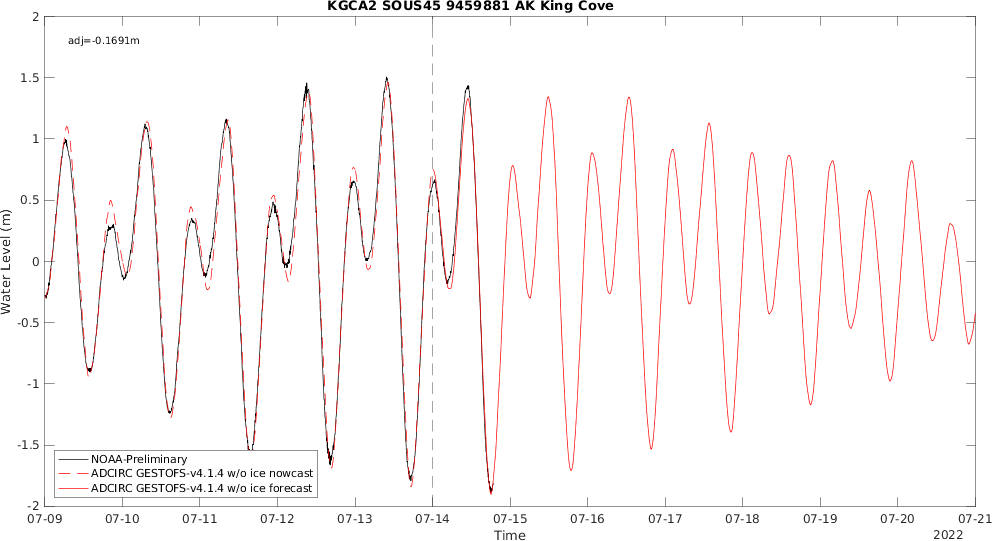 KGCA2 SOUS45 9459881 AK King Cove
adj=-0.1691m
2
1.5
1
0.5
0
-0.5
-1
-1.5
-2
Water Level (m)
NOAA-Preliminary
ADCIRC GESTOFS-v4.1.4 w/o ice nowcast
ADCIRC GESTOFS-v4.1.4 w/o ice forecast
07-09 07-10 07-11 07-12 07-13 07-14 07-15 07-16 07-17 07-18 07-19 07-20 07-21
Time
2022